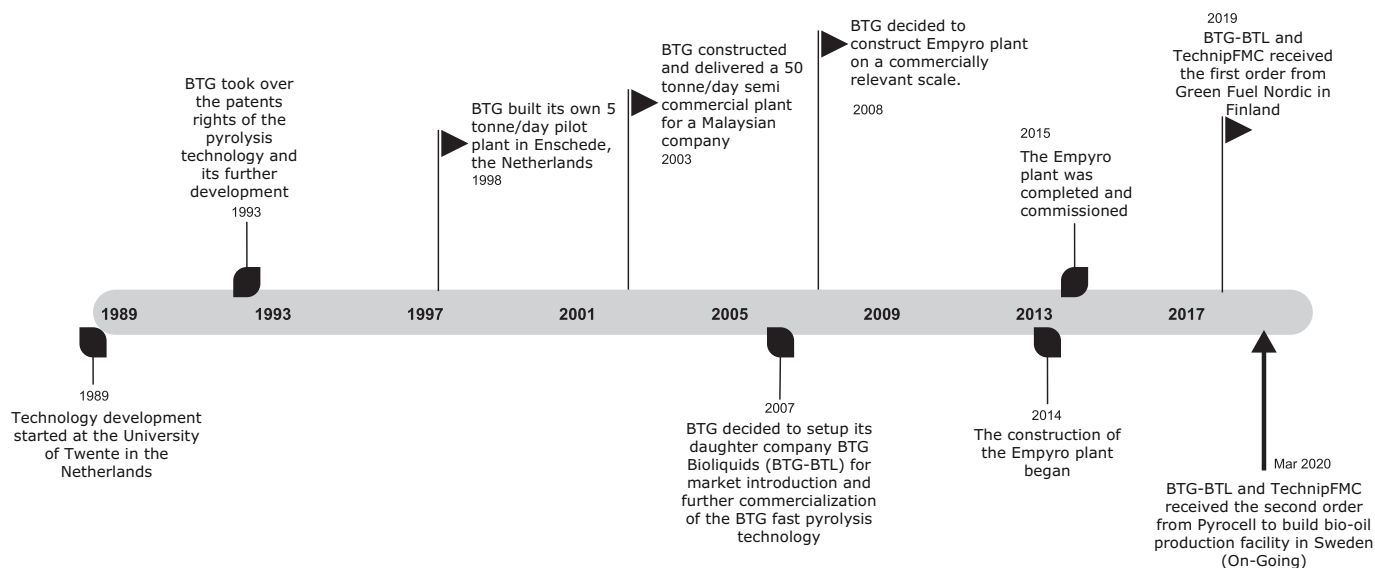 BTG took over
the patents
rights of the
pyrolysis
technology and
its further
development
1993
BTG built its own 5
tonne/day pilot
plant in Enschede,
the Netherlands
1998
BTG constructed
and delivered a 50
tonne/day semi
commercial plant
for a Malaysian
company
2003
BTG decided to
construct Empyro plant
on a commercially
relevant scale.
2008
2015
The Empyro
plant was
completed and
commissioned
2019
BTG-BTL and
TechnipFMC received
the first order from
Green Fuel Nordic in
Finland
1989 1993 1997 2001 2005 2009 2013 2017
1989
Technology development
started at the University
of Twente in the
Netherlands
2007
BTG decided to setup its
daughter company BTG
Bioliquids (BTG-BTL) for
market introduction and
further commercialization
of the BTG fast pyrolysis
technology
2014
The construction of
the Empyro plant
began
Mar 2020
BTG-BTL and TechnipFMC
received the second order
from Pyrocell to build bio-oil
production facility in Sweden
(On-Going)